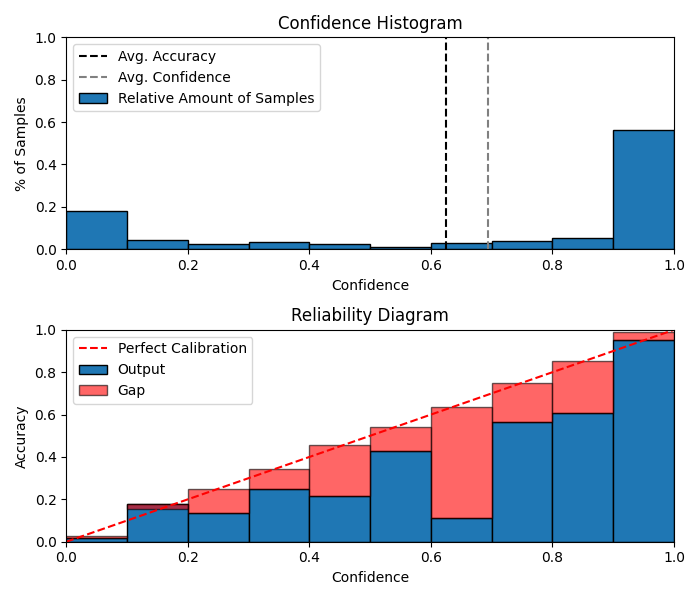 Confidence Histogram
1.0
0.8
0.6
0.4
0.2
0.0
% of Samples
Avg. Accuracy
Avg. Confidence
Relative Amount of Samples
0.0 0.2 0.4 0.6 0.8 1.0
Confidence
Reliability Diagram
1.0
0.8
0.6
0.4
0.2
0.0
Accuracy
Perfect Calibration
Output
Gap
0.0 0.2 0.4 0.6 0.8 1.0
Confidence